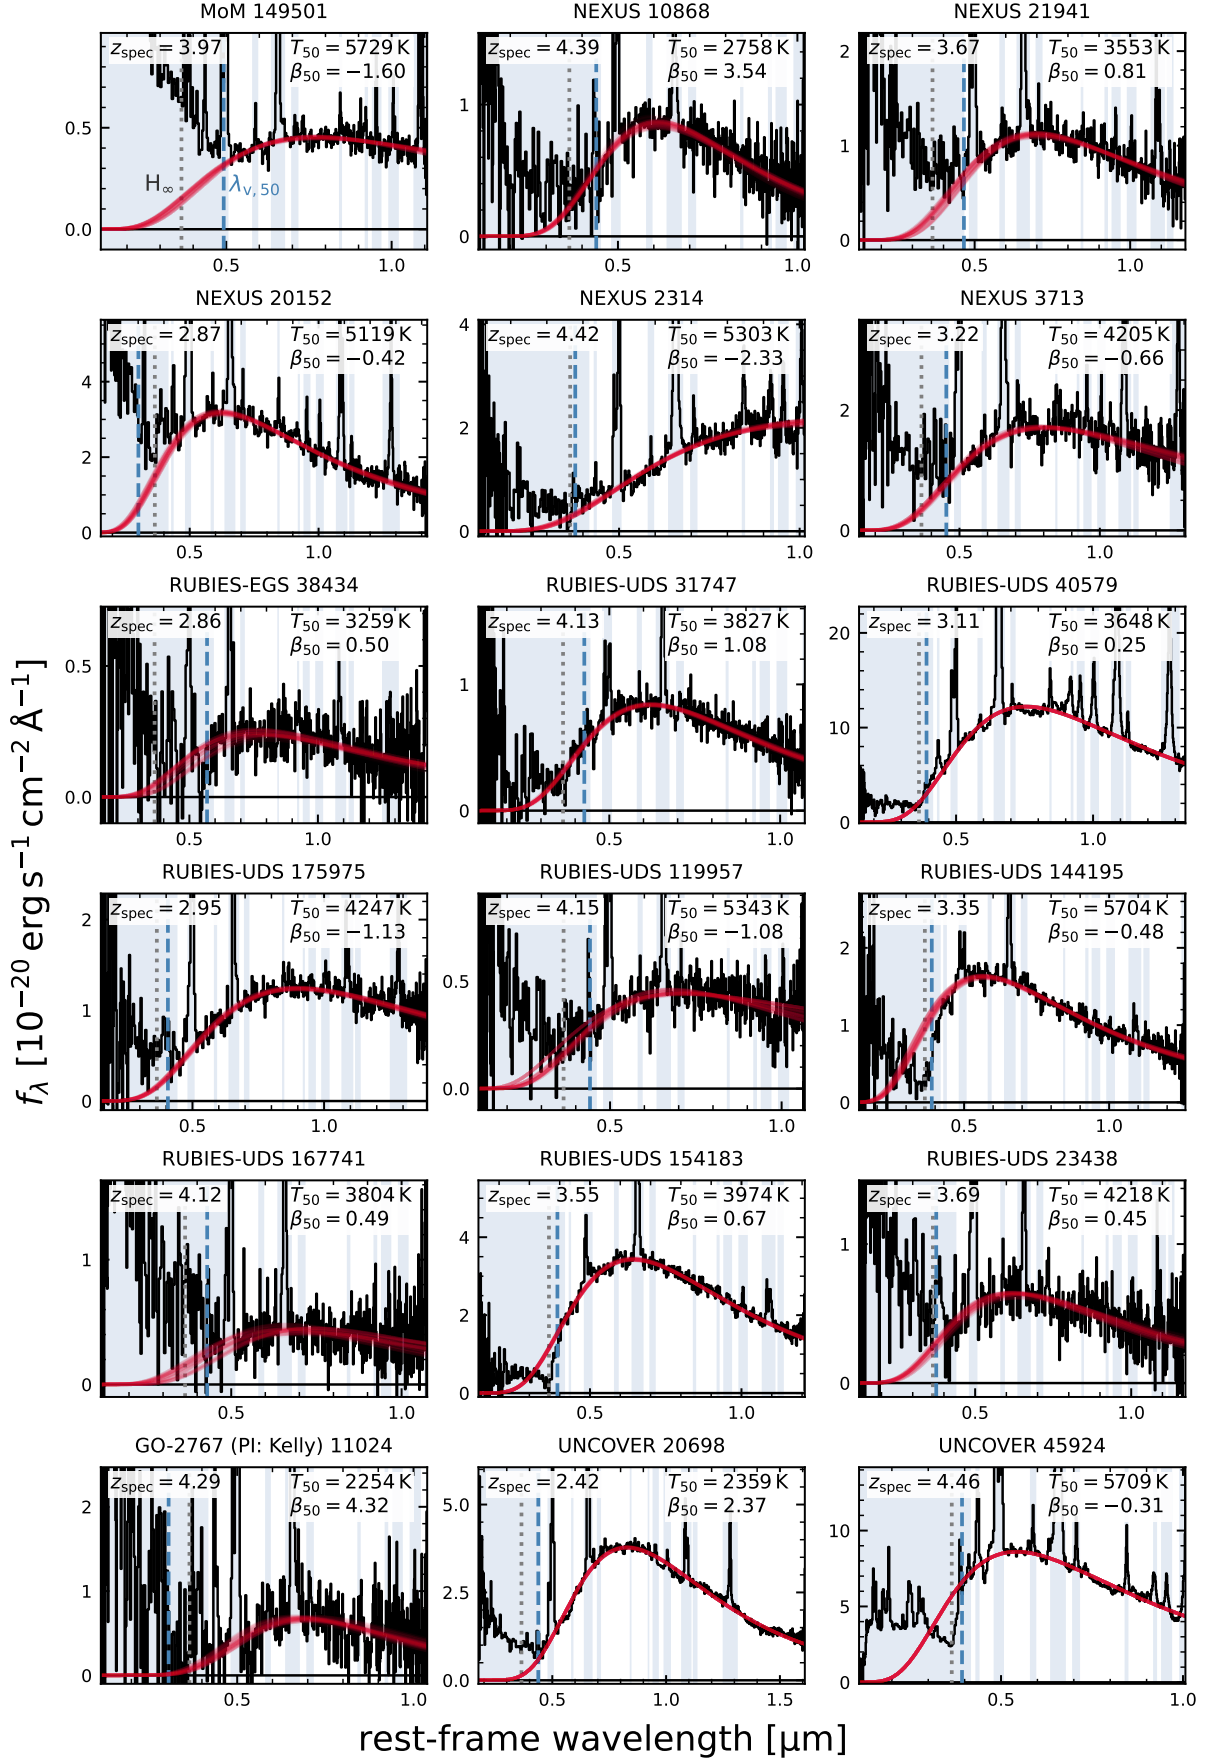 MoM 149501
z_spec = 3.97
T_50 = 5729 K
β_50 = −1.60
H_∞
λ_v,50
0.0
0.5
0.5
1.0
NEXUS 10868
z_spec = 4.39
T_50 = 2758 K
β_50 = 3.54
0
1
0.5
1.0
NEXUS 21941
z_spec = 3.67
T_50 = 3553 K
β_50 = 0.81
0
1
2
0.5
1.0
NEXUS 20152
z_spec = 2.87
T_50 = 5119 K
β_50 = −0.42
0
2
4
0.5
1.0
NEXUS 2314
z_spec = 4.42
T_50 = 5303 K
β_50 = −2.33
0
2
4
0.5
1.0
NEXUS 3713
z_spec = 3.22
T_50 = 4205 K
β_50 = −0.66
0
2
0.5
1.0
RUBIES-EGS 38434
z_spec = 2.86
T_50 = 3259 K
β_50 = 0.50
0.0
0.5
0.5
1.0
RUBIES-UDS 31747
z_spec = 4.13
T_50 = 3827 K
β_50 = 1.08
0
1
0.5
1.0
RUBIES-UDS 40579
z_spec = 3.11
T_50 = 3648 K
β_50 = 0.25
0
10
20
0.5
1.0
RUBIES-UDS 175975
z_spec = 2.95
T_50 = 4247 K
β_50 = −1.13
0
1
2
0.5
1.0
RUBIES-UDS 119957
z_spec = 4.15
T_50 = 5343 K
β_50 = −1.08
0.0
0.5
0.5
1.0
RUBIES-UDS 144195
z_spec = 3.35
T_50 = 5704 K
β_50 = −0.48
0
1
2
0.5
1.0
RUBIES-UDS 167741
z_spec = 4.12
T_50 = 3804 K
β_50 = 0.49
0
1
0.5
1.0
RUBIES-UDS 154183
z_spec = 3.55
T_50 = 3974 K
β_50 = 0.67
0
2
4
0.5
1.0
RUBIES-UDS 23438
z_spec = 3.69
T_50 = 4218 K
β_50 = 0.45
0
1
0.5
1.0
GO-2767 (PI: Kelly) 11024
z_spec = 4.29
T_50 = 2254 K
β_50 = 4.32
0
1
2
0.5
1.0
UNCOVER 20698
z_spec = 2.42
T_50 = 2359 K
β_50 = 2.37
0.0
2.5
5.0
0.5
1.0
1.5
UNCOVER 45924
z_spec = 4.46
T_50 = 5709 K
β_50 = −0.31
0
5
10
0.5
1.0
f_λ [10⁻²⁰ erg s⁻¹ cm⁻² Å⁻¹]
rest-frame wavelength [μm]